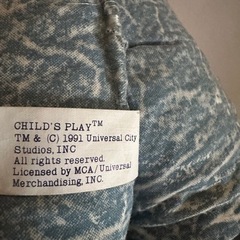 CHILD'S PLAY™
TM & (C) 1991 Universal City
Studios, INC
All rights reserved.
Licensed by MCA/Universal
Merchandising, INC.